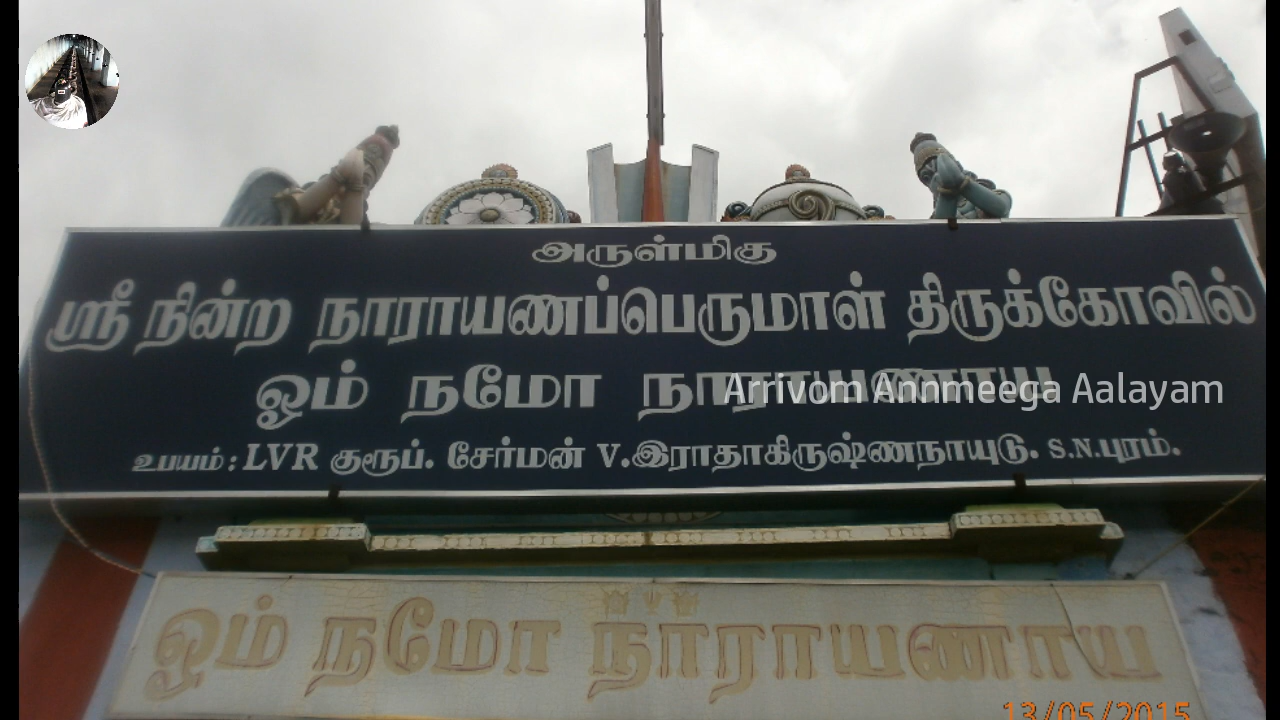 அருள்மிகு
ஸ்ரீ நின்ற நாராயணப்பெருமாள் திருக்கோவில்
ஓம் நமோ நாராயணாய
Arrivom Annmeega Aalayam
உபயம் : LVR குரூப். சேர்மன் V.இராதாகிருஷ்ணநாயுடு. S.N.புரம்.
ஓம் நமோ நாராயணாய
13/05/2015